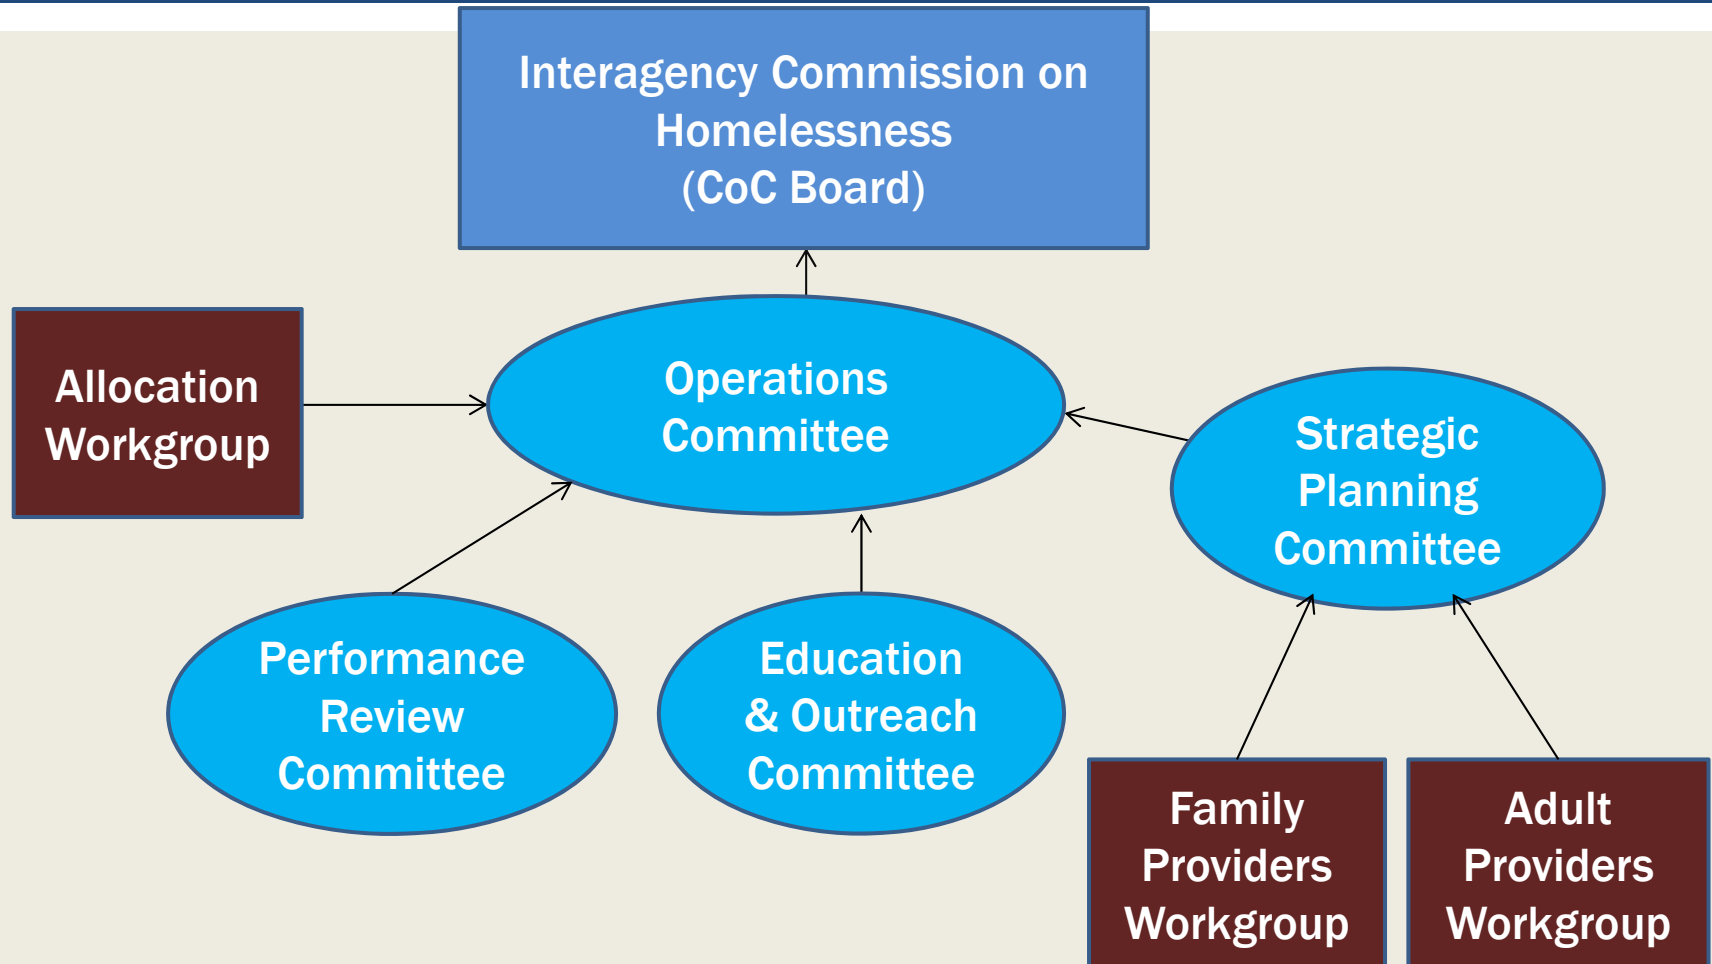 Interagency Commission on
Homelessness
(CoC Board)
Allocation
Workgroup
Operations
Committee
Strategic
Planning
Committee
Performance
Review
Committee
Education
& Outreach
Committee
Family
Providers
Workgroup
Adult
Providers
Workgroup